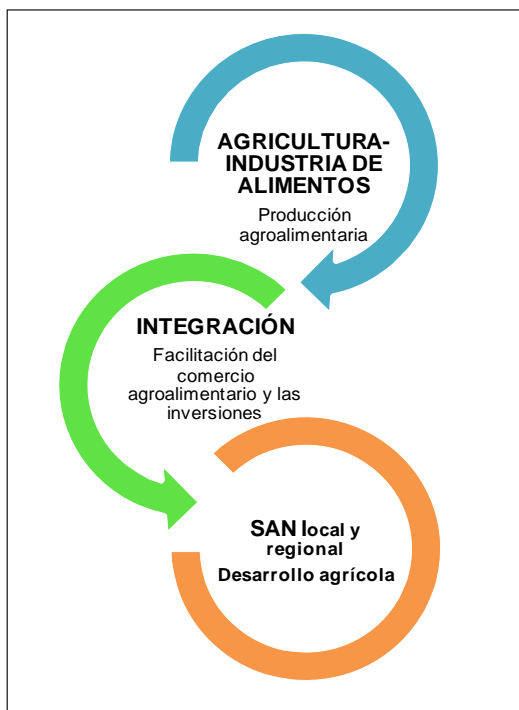 AGRICULTURA-
INDUSTRIA DE
ALIMENTOS
Producción
agroalimentaria
INTEGRACIÓN
Facilitación del
comercio
agroalimentario y las
inversiones
SAN local y
regional
Desarrollo agrícola